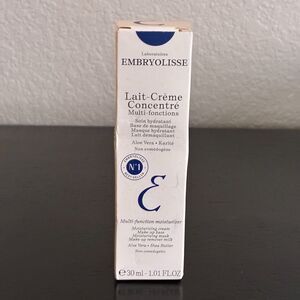 Laboratoires
EMBRYOLISSE
Lait-Crème
Concentré
Multi-fonctions
Soin hydratant
Base de maquillage
Masque hydratant
Lait démaquillant
Aloe Vera • Karité
Non comédogène
N°1
E
Multi-function moisturizer
Moisturizing cream
Make-up base
Moisturizing mask
Make-up remover milk
Aloe Vera • Shea Butter
Non comedogenic
℮ 30 ml - 1.01 FL.OZ